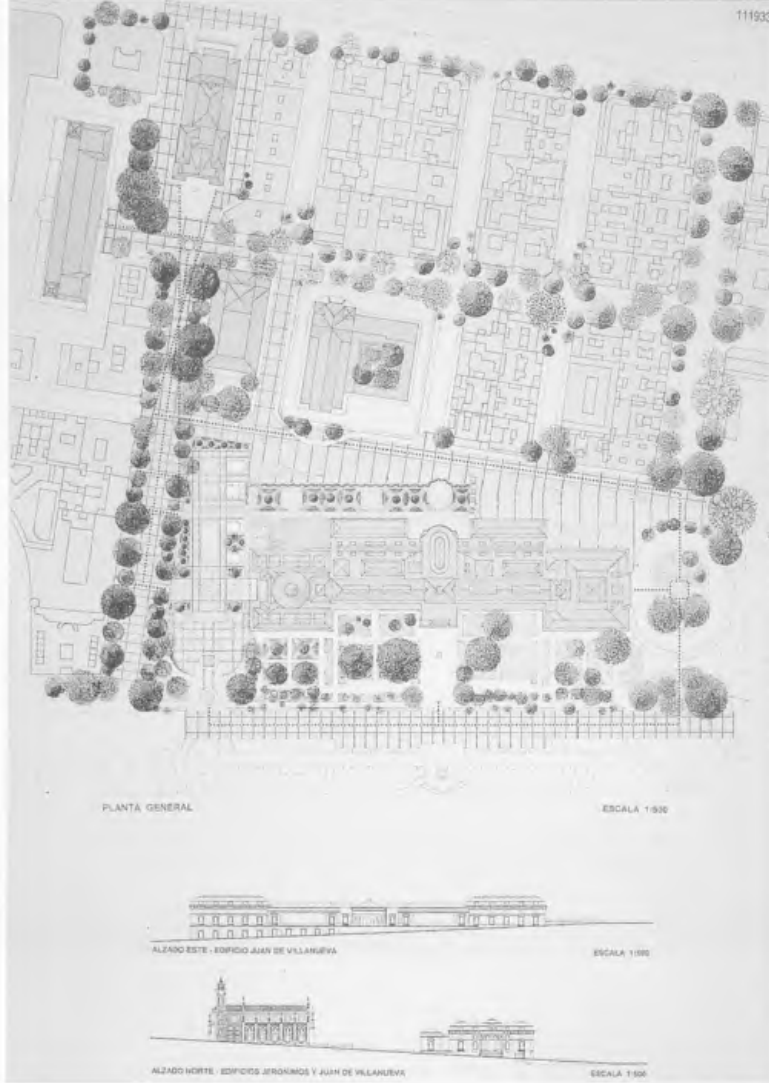 111933
PLANTA GENERAL
ESCALA 1:500
ALZADO ESTE - EDIFICIO JUAN DE VILLANUEVA
ESCALA 1:500
ALZADO NORTE - EDIFICIOS JERONIMOS Y JUAN DE VILLANUEVA
ESCALA 1:500